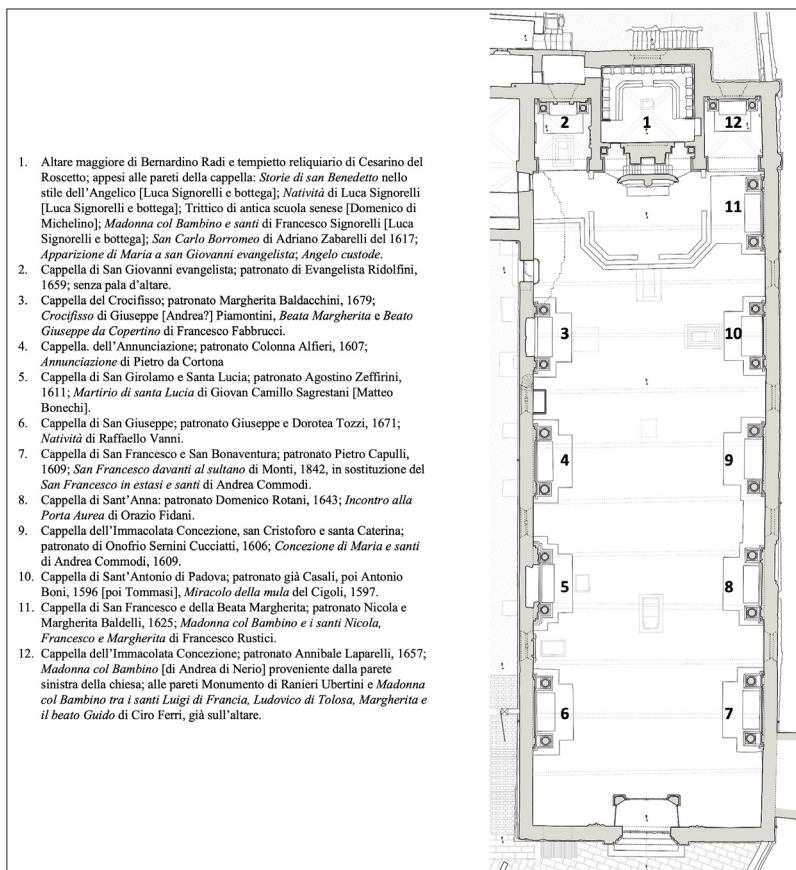 1. Altare maggiore di Bernardino Radi e tempietto reliquiario di Cesarino del
Roscetto; appesi alle pareti della cappella: Storie di san Benedetto nello
stile dell'Angelico [Luca Signorelli e bottega]; Natività di Luca Signorelli
[Luca Signorelli e bottega]; Trittico di antica scuola senese [Domenico di
Michelino]; Madonna col Bambino e santi di Francesco Signorelli [Luca
Signorelli e bottega]; San Carlo Borromeo di Adriano Zabarelli del 1617;
Apparizione di Maria a san Giovanni evangelista; Angelo custode.
2. Cappella di San Giovanni evangelista; patronato di Evangelista Ridolfini,
1659; senza pala d'altare.
3. Cappella del Crocifisso; patronato Margherita Baldacchini, 1679;
Crocifisso di Giuseppe [Andrea?] Piamontini, Beata Margherita e Beato
Giuseppe da Copertino di Francesco Fabbrucci.
4. Cappella. dell'Annunciazione; patronato Colonna Alfieri, 1607;
Annunciazione di Pietro da Cortona
5. Cappella di San Girolamo e Santa Lucia; patronato Agostino Zeffirini,
1611; Martirio di santa Lucia di Giovan Camillo Sagrestani [Matteo
Bonechi].
6. Cappella di San Giuseppe; patronato Giuseppe e Dorotea Tozzi, 1671;
Natività di Raffaello Vanni.
7. Cappella di San Francesco e San Bonaventura; patronato Pietro Capulli,
1609; San Francesco davanti al sultano di Monti, 1842, in sostituzione del
San Francesco in estasi e santi di Andrea Commodi.
8. Cappella di Sant'Anna: patronato Domenico Rotani, 1643; Incontro alla
Porta Aurea di Orazio Fidani.
9. Cappella dell'Immacolata Concezione, san Cristoforo e santa Caterina;
patronato di Onofrio Sernini Cucciatti, 1606; Concezione di Maria e santi
di Andrea Commodi, 1609.
10. Cappella di Sant'Antonio di Padova; patronato già Casali, poi Antonio
Boni, 1596 [poi Tommasi], Miracolo della mula del Cigoli, 1597.
11. Cappella di San Francesco e della Beata Margherita; patronato Nicola e
Margherita Baldelli, 1625; Madonna col Bambino e i santi Nicola,
Francesco e Margherita di Francesco Rustici.
12. Cappella dell'Immacolata Concezione; patronato Annibale Laparelli, 1657;
Madonna col Bambino [di Andrea di Nerio] proveniente dalla parete
sinistra della chiesa; alle pareti Monumento di Ranieri Ubertini e Madonna
col Bambino tra i santi Luigi di Francia, Ludovico di Tolosa, Margherita e
il beato Guido di Ciro Ferri, già sull'altare.
2 1 12
11
3 10
4 9
5 8
6 7